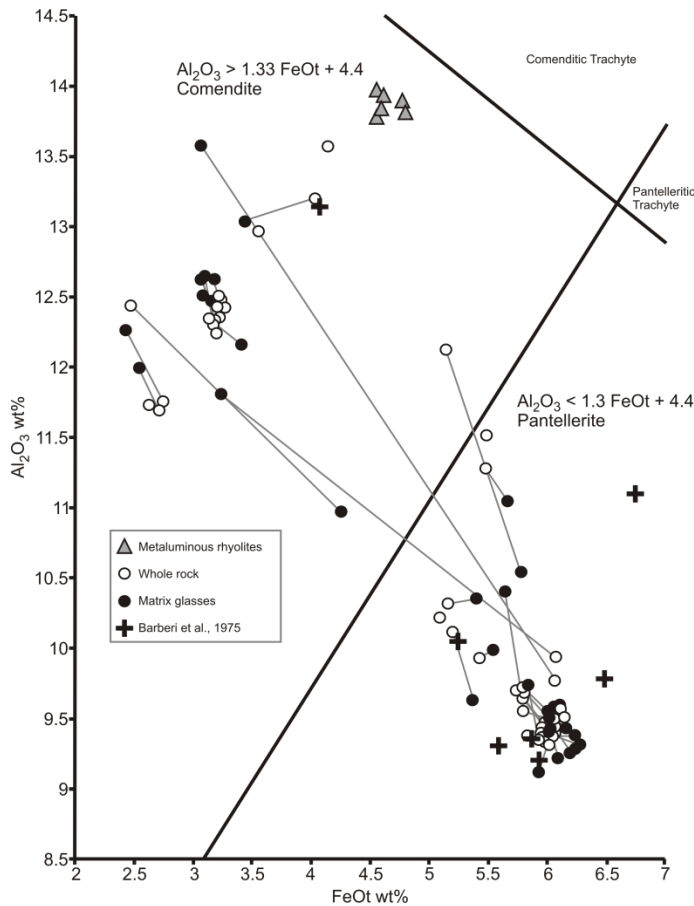 14.5
14
13.5
13
12.5
12
11.5
11
10.5
10
9.5
9
8.5
Al2O3 wt%
Al2O3 > 1.33 FeOt + 4.4
Comendite
Comenditic Trachyte
Pantelleritic
Trachyte
Al2O3 < 1.3 FeOt + 4.4
Pantellerite
Metaluminous rhyolites
Whole rock
Matrix glasses
Barberi et al., 1975
2 2.5 3 3.5 4 4.5 5 5.5 6 6.5 7
FeOt wt%